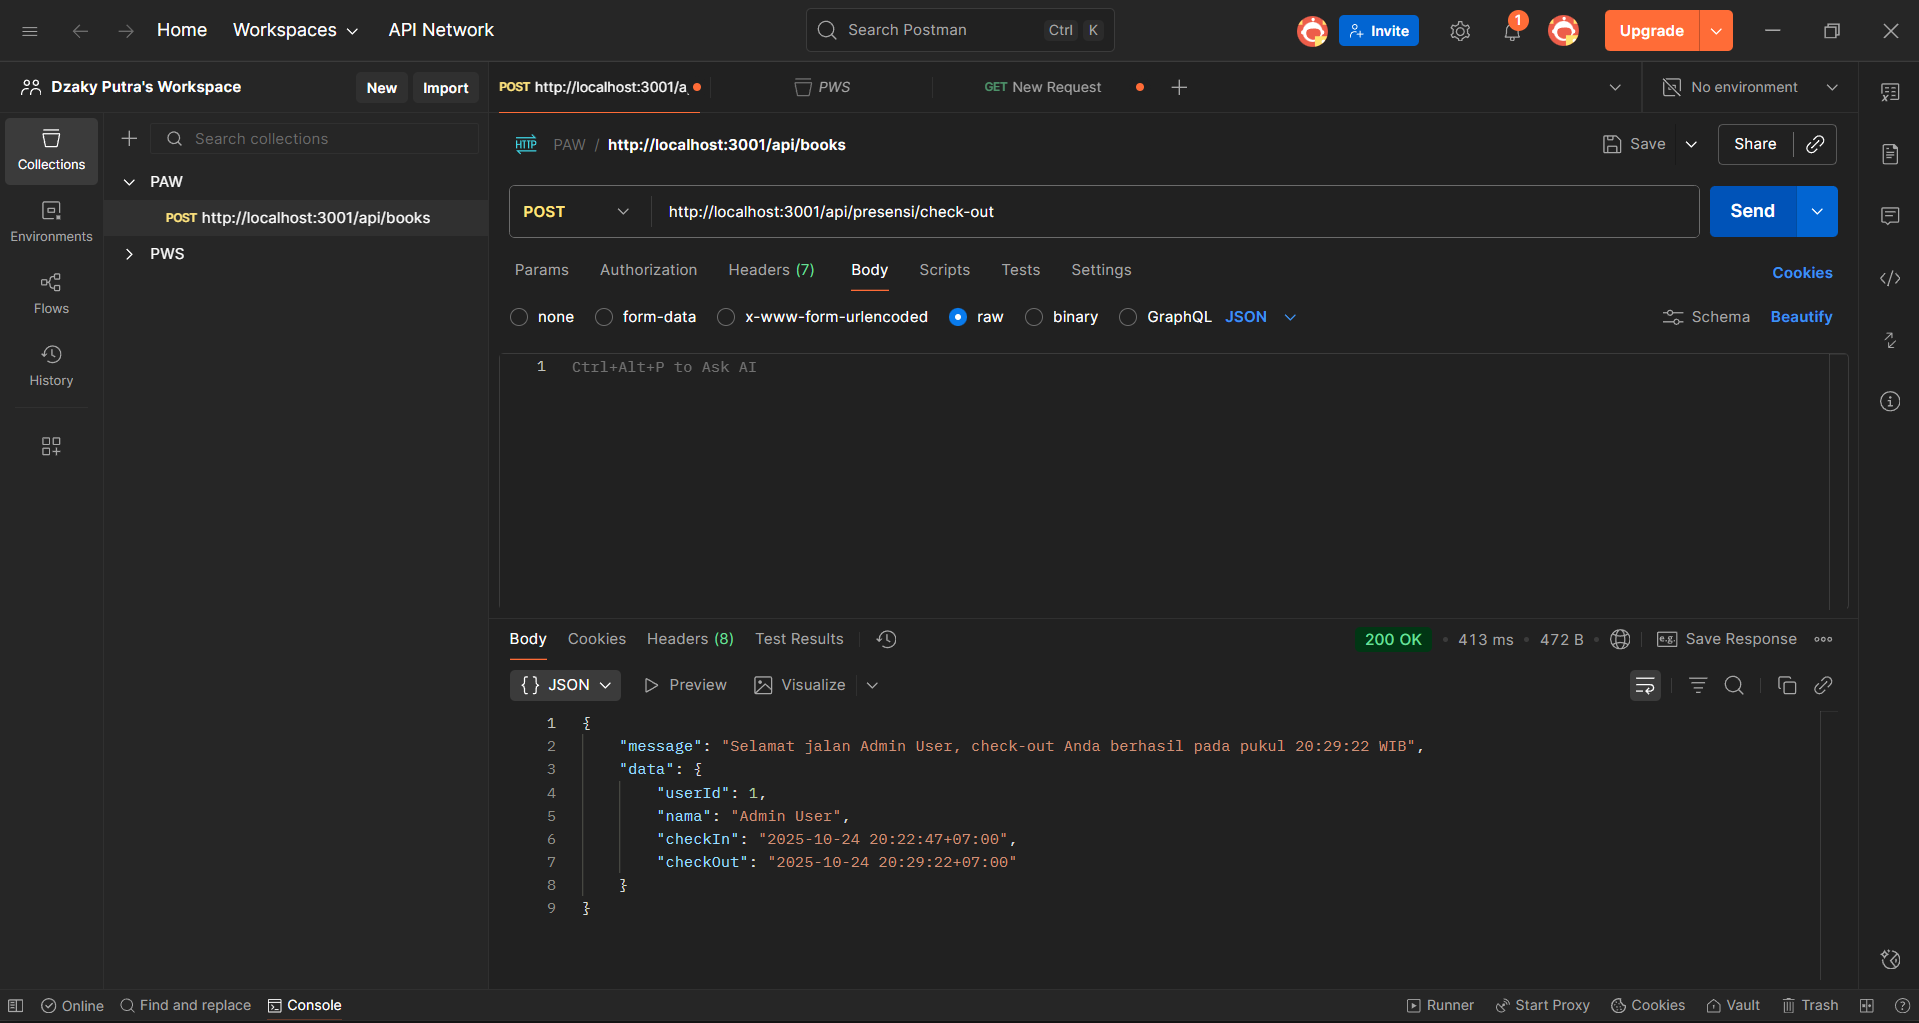 Home Workspaces API Network Search Postman Ctrl K Invite 1 Upgrade
Dzaky Putra's Workspace New Import POST http://localhost:3001/a PWS GET New Request No environment
Collections
Environments
Flows
History
Search collections
PAW
POST http://localhost:3001/api/books
PWS
HTTP PAW / http://localhost:3001/api/books Save Share
POST http://localhost:3001/api/presensi/check-out Send
Params Authorization Headers (7) Body Scripts Tests Settings Cookies
none form-data x-www-form-urlencoded raw binary GraphQL JSON Schema Beautify
1 Ctrl+Alt+P to Ask AI
Body Cookies Headers (8) Test Results 200 OK • 413 ms • 472 B • e.g. Save Response
{} JSON Preview Visualize
1 {
2 "message": "Selamat jalan Admin User, check-out Anda berhasil pada pukul 20:29:22 WIB",
3 "data": {
4 "userId": 1,
5 "nama": "Admin User",
6 "checkIn": "2025-10-24 20:22:47+07:00",
7 "checkOut": "2025-10-24 20:29:22+07:00"
8 }
9 }
Online Find and replace Console Runner Start Proxy Cookies Vault Trash